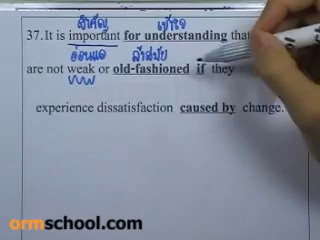 สำคัญ เข้าใจ
37. It is important for understanding tha
อ่อนแอ ล้าสมัย
are not weak or old-fashioned if they
experience dissatisfaction caused by change.
ormschool.com